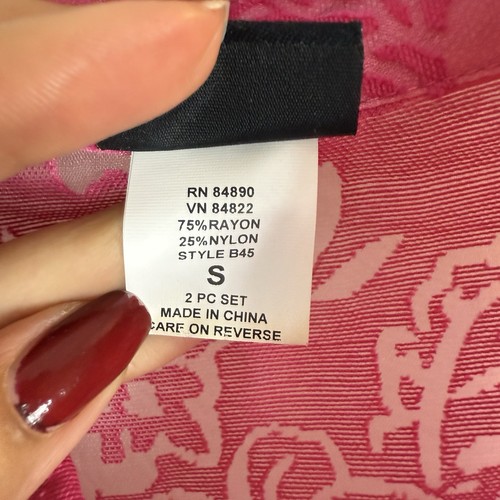 RN 84890
VN 84822
75%RAYON
25%NYLON
STYLE B45
S
2 PC SET
MADE IN CHINA
CARE ON REVERSE